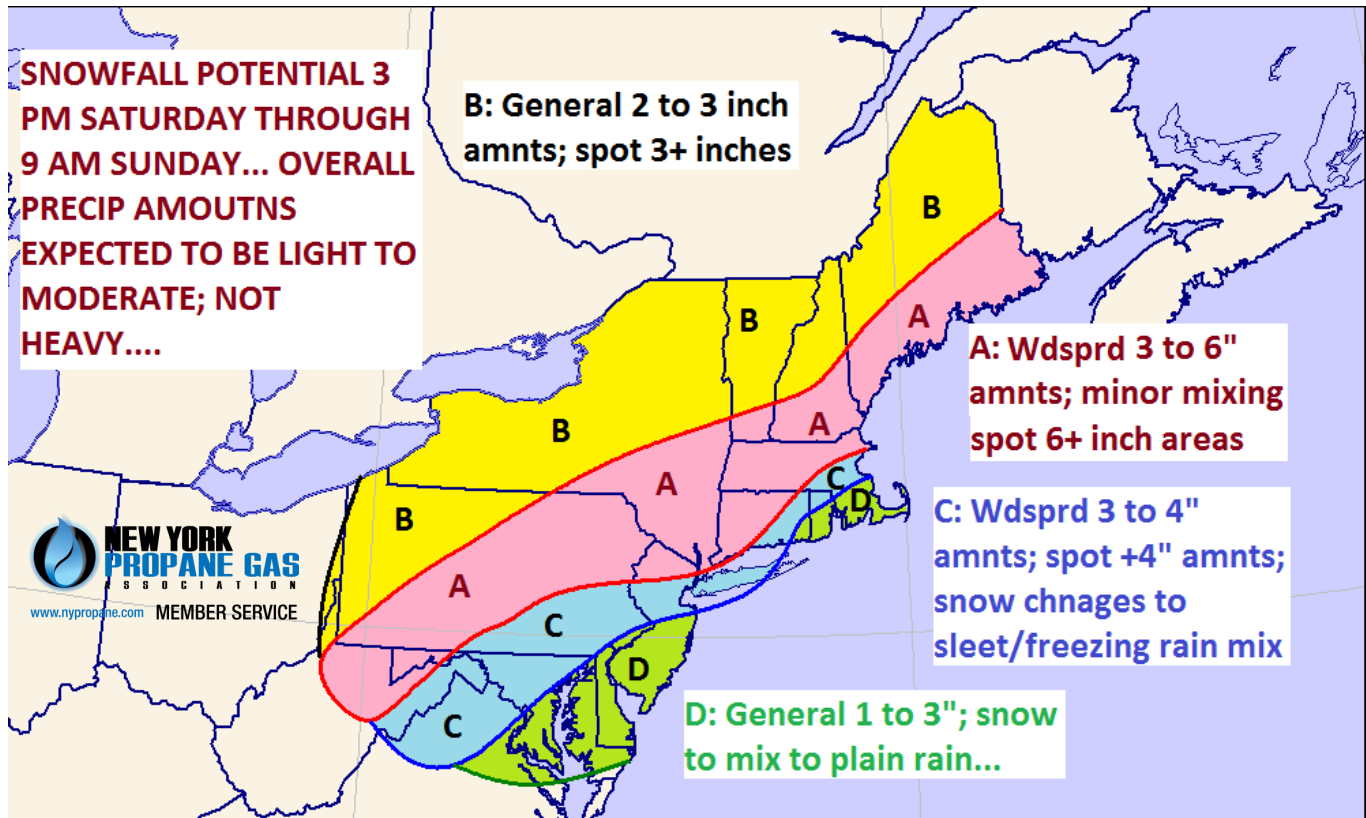 SNOWFALL POTENTIAL 3
PM SATURDAY THROUGH
9 AM SUNDAY... OVERALL
PRECIP AMOUTNS
EXPECTED TO BE LIGHT TO
MODERATE; NOT
HEAVY....
B: General 2 to 3 inch
amnts; spot 3+ inches
B
A
B
A: Wdsprd 3 to 6"
amnts; minor mixing
spot 6+ inch areas
B
A
A
C
D
B
C: Wdsprd 3 to 4"
amnts; spot +4" amnts;
snow chnages to
sleet/freezing rain mix
NEW YORK
PROPANE GAS
ASSOCIATION
www.nypropane.com MEMBER SERVICE
A
C
D
C
D: General 1 to 3"; snow
to mix to plain rain...